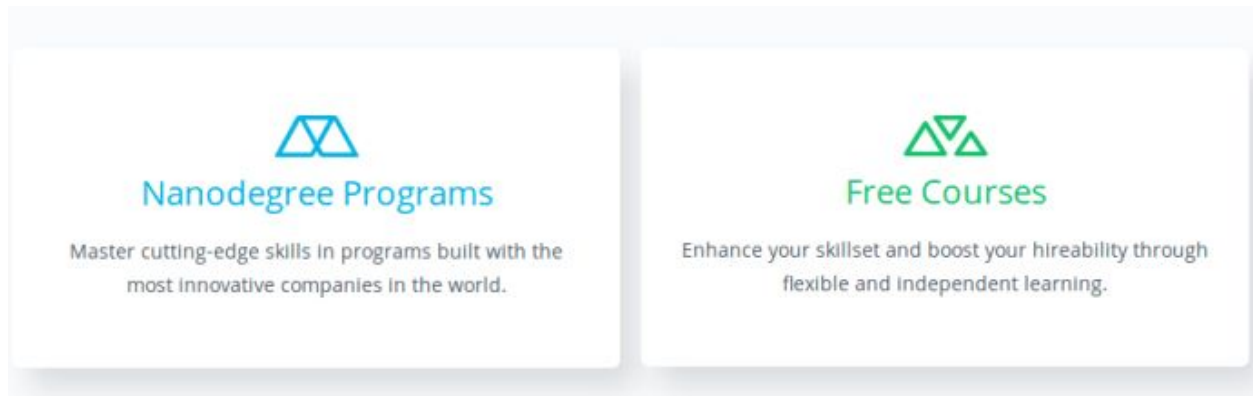 Nanodegree Programs
Master cutting-edge skills in programs built with the
most innovative companies in the world.
Free Courses
Enhance your skillset and boost your hireability through
flexible and independent learning.